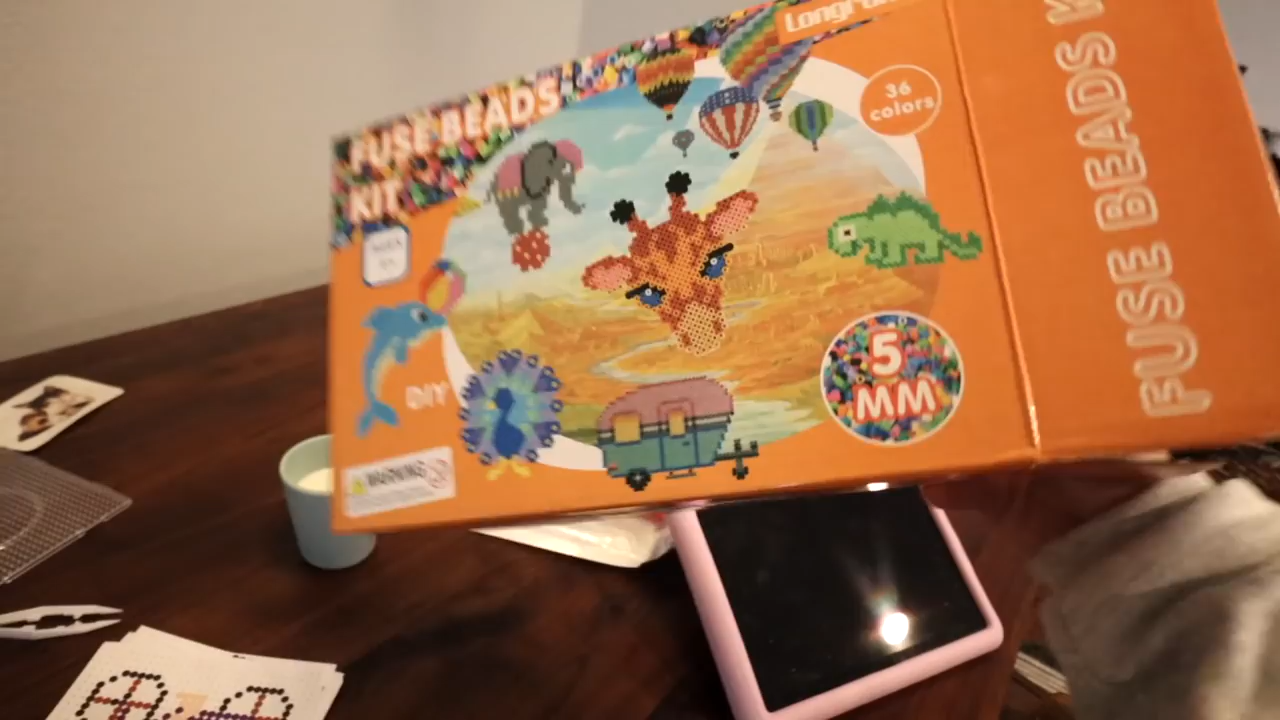 FUSE BEADS
KIT
36
colors
DIY
5
MM
WARNING
FUSE BEADS